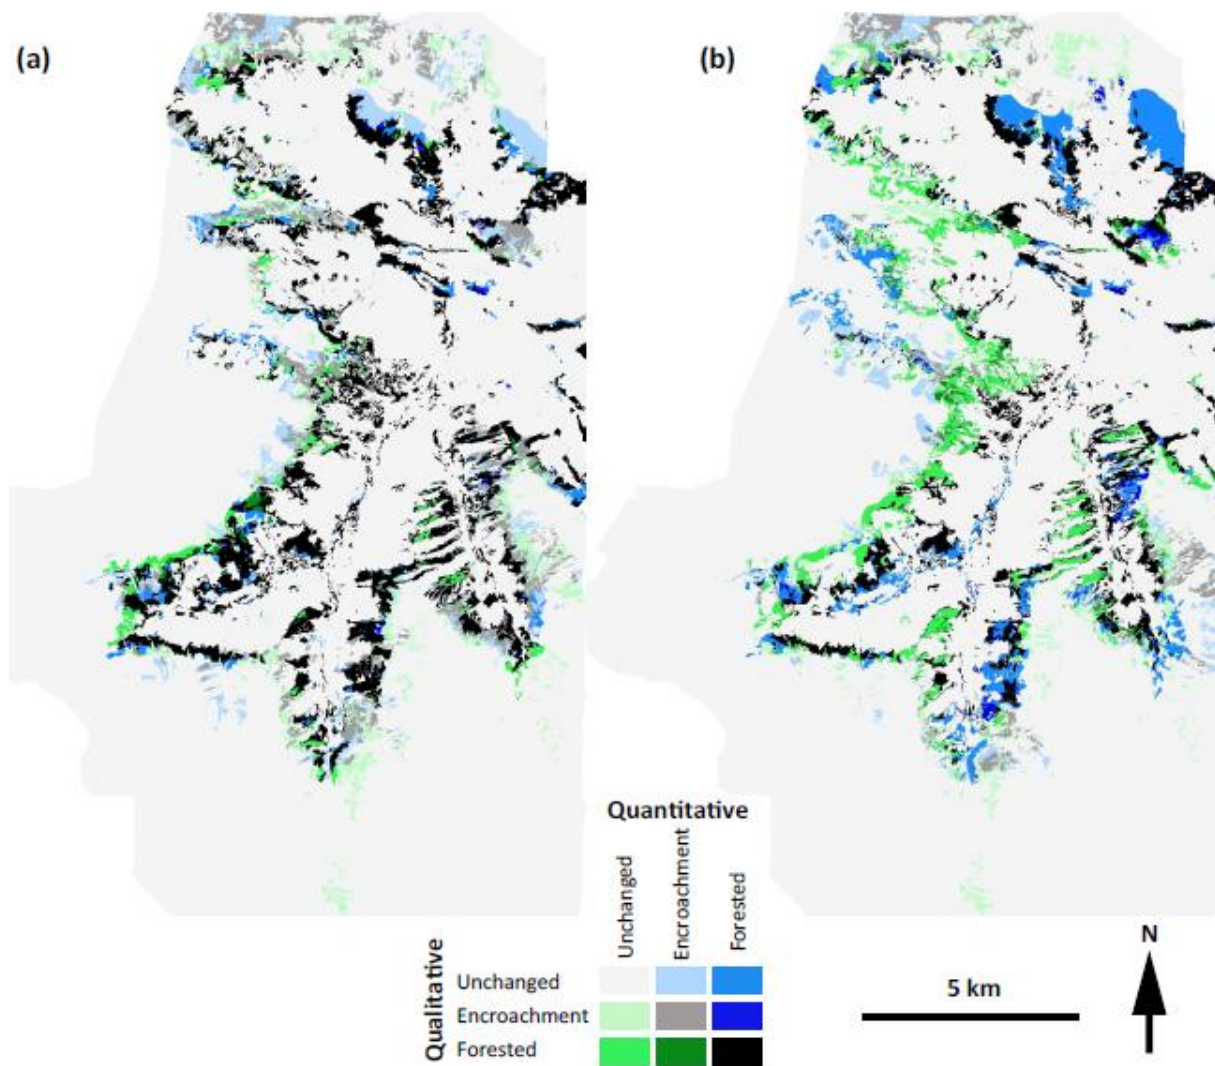 (a)
(b)
Quantitative
Unchanged
Encroachment
Forested
Qualitative
Unchanged
Encroachment
Forested
5 km
N